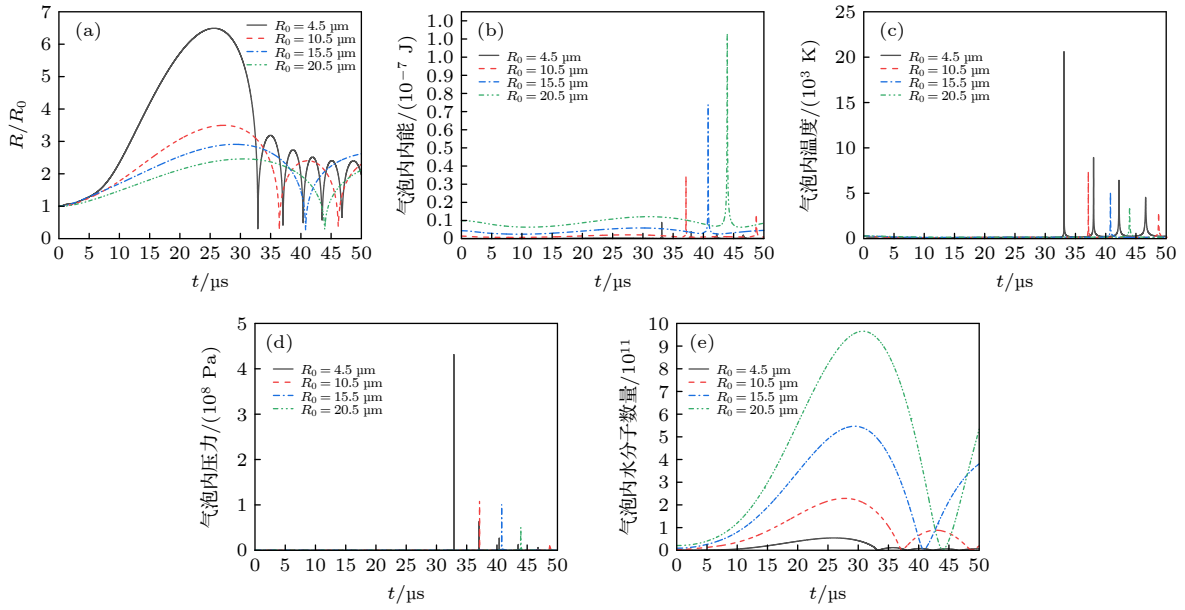 (a)
R/R₀
7
6
5
4
3
2
1
0
R₀ = 4.5 µm
R₀ = 10.5 µm
R₀ = 15.5 µm
R₀ = 20.5 µm
0 5 10 15 20 25 30 35 40 45 50
t/µs
(b)
气泡内内能/(10⁻⁷ J)
1.0
1.0
0.8
0.7
0.6
0.5
0.4
0.3
0.2
0.1
0
R₀ = 4.5 µm
R₀ = 10.5 µm
R₀ = 15.5 µm
R₀ = 20.5 µm
0 5 10 15 20 25 30 35 40 45 50
t/µs
(c)
气泡内温度/(10³ K)
25
20
15
10
5
0
R₀ = 4.5 µm
R₀ = 10.5 µm
R₀ = 15.5 µm
R₀ = 20.5 µm
0 5 10 15 20 25 30 35 40 45 50
t/µs
(d)
气泡内压力/(10⁸ Pa)
5
4
3
2
1
0
R₀ = 4.5 µm
R₀ = 10.5 µm
R₀ = 15.5 µm
R₀ = 20.5 µm
0 5 10 15 20 25 30 35 40 45 50
t/µs
(e)
气泡内水分子数量/10¹¹
10
9
8
7
6
5
4
3
2
1
0
R₀ = 4.5 µm
R₀ = 10.5 µm
R₀ = 15.5 µm
R₀ = 20.5 µm
0 5 10 15 20 25 30 35 40 45 50
t/µs